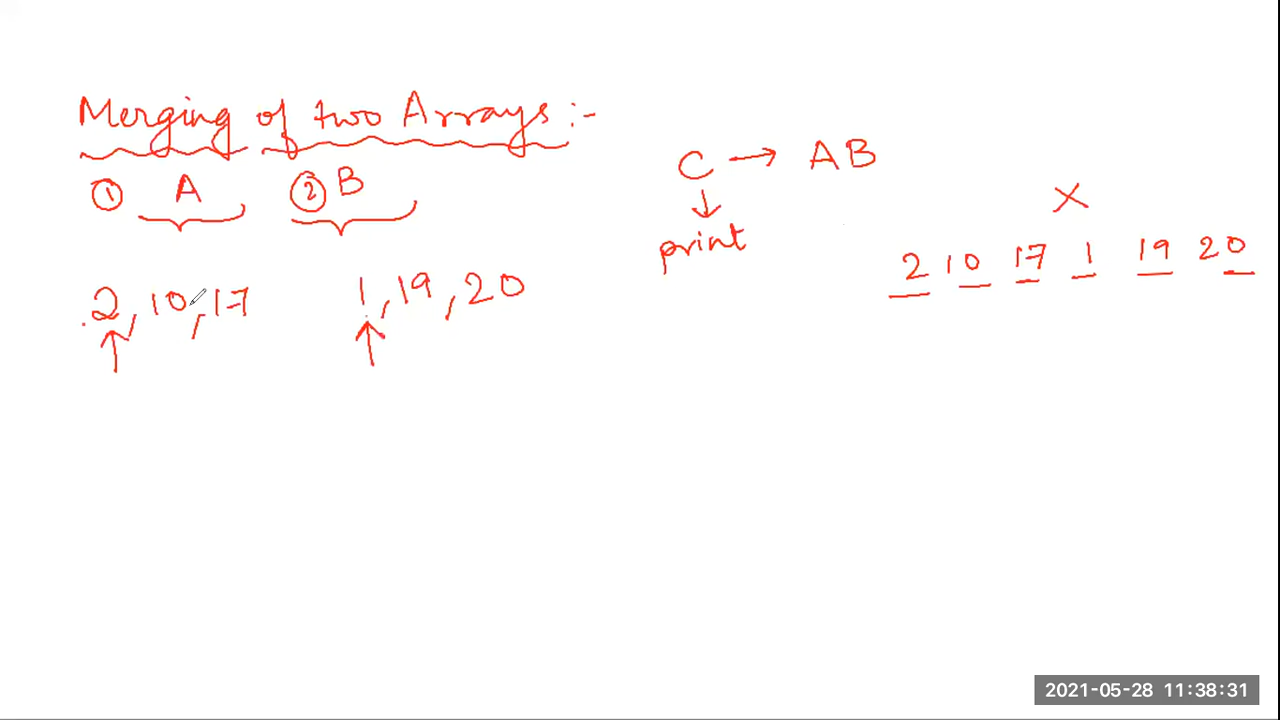 Merging of two Arrays :-
① A ② B
2, 10, 17 1, 19, 20
C → AB
↓
print
X
2 10 17 1 19 20
2021-05-28 11:38:31